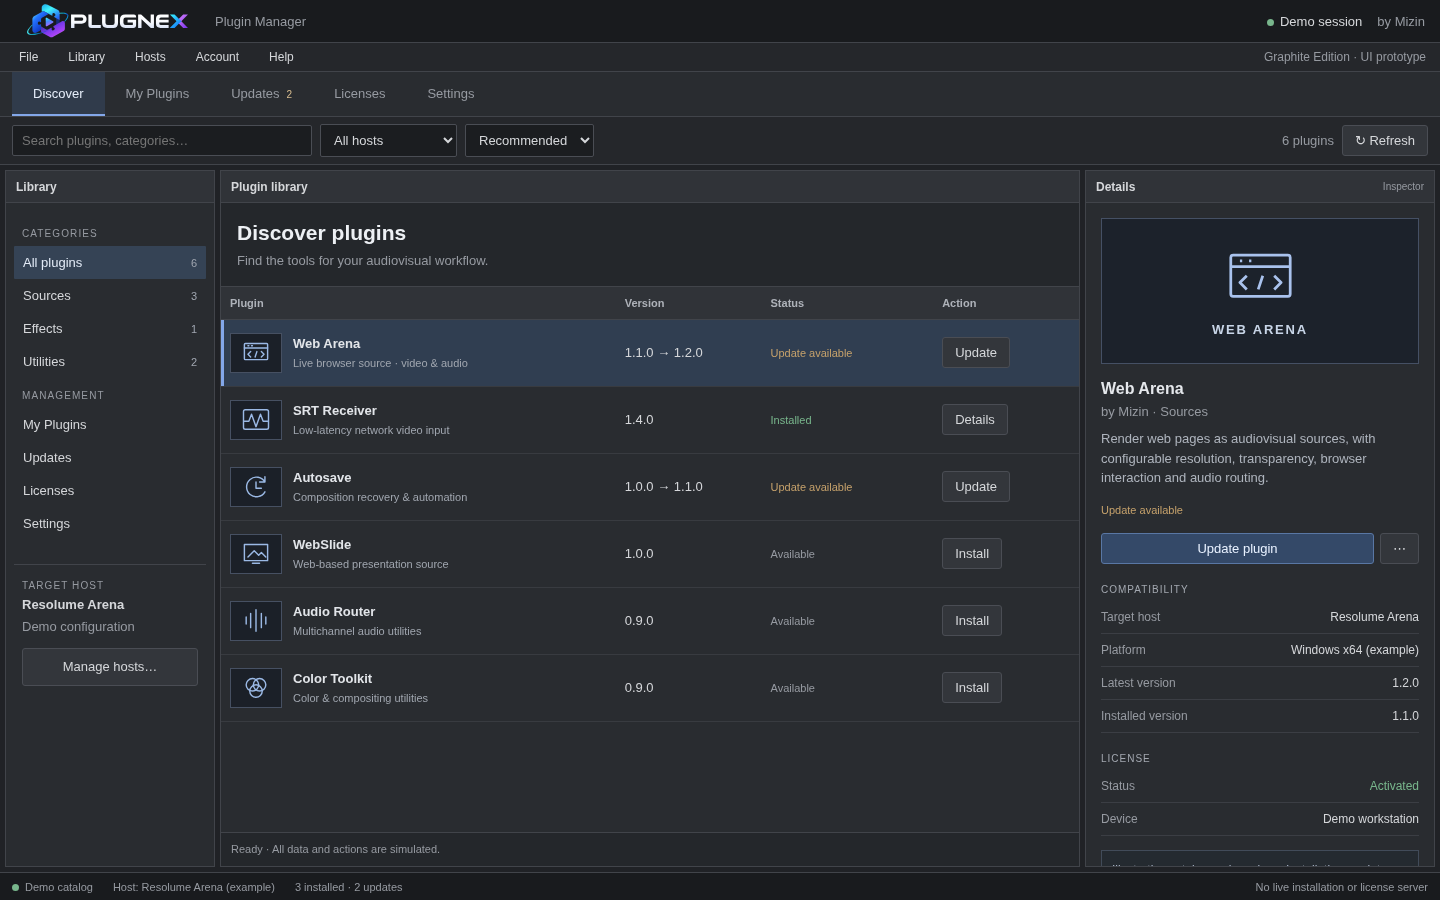 PLUGNEX Plugin Manager Demo session by Mizin
File Library Hosts Account Help Graphite Edition · UI prototype
Discover My Plugins Updates 2 Licenses Settings
Search plugins, categories… All hosts Recommended 6 plugins ↻ Refresh
Library
CATEGORIES
All plugins 6
Sources 3
Effects 1
Utilities 2
MANAGEMENT
My Plugins
Updates
Licenses
Settings
TARGET HOST
Resolume Arena
Demo configuration
Manage hosts…
Plugin library
Discover plugins
Find the tools for your audiovisual workflow.
Plugin Version Status Action
Web Arena
Live browser source · video & audio
1.1.0 → 1.2.0 Update available Update
SRT Receiver
Low-latency network video input
1.4.0 Installed Details
Autosave
Composition recovery & automation
1.0.0 → 1.1.0 Update available Update
WebSlide
Web-based presentation source
1.0.0 Available Install
Audio Router
Multichannel audio utilities
0.9.0 Available Install
Color Toolkit
Color & compositing utilities
0.9.0 Available Install
Ready · All data and actions are simulated.
Details Inspector
WEB ARENA
Web Arena
by Mizin · Sources
Render web pages as audiovisual sources, with
configurable resolution, transparency, browser
interaction and audio routing.
Update available
Update plugin ⋯
COMPATIBILITY
Target host Resolume Arena
Platform Windows x64 (example)
Latest version 1.2.0
Installed version 1.1.0
LICENSE
Status Activated
Device Demo workstation
Demo catalog Host: Resolume Arena (example) 3 installed · 2 updates No live installation or license server